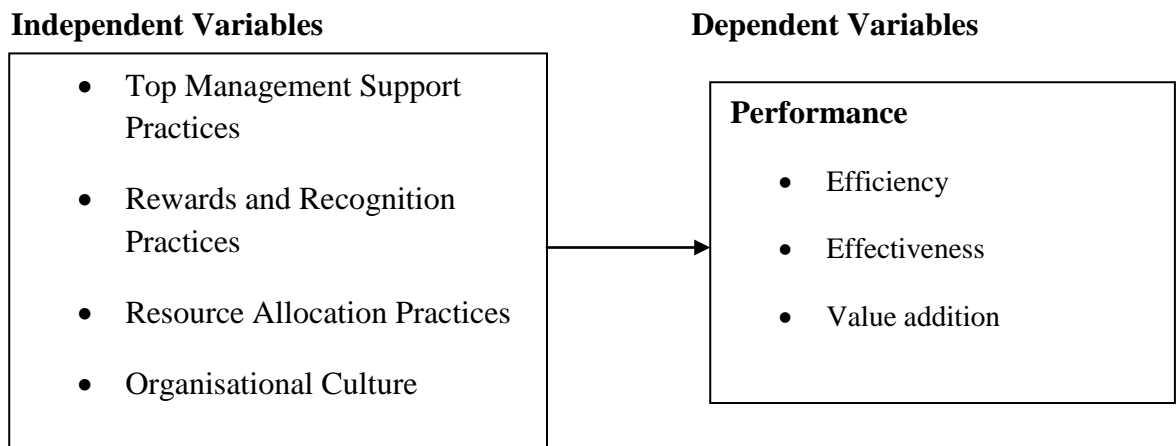 Independent Variables
Top Management Support
Practices
Rewards and Recognition
Practices
Resource Allocation Practices
Organisational Culture
Dependent Variables
Performance
Efficiency
Effectiveness
Value addition